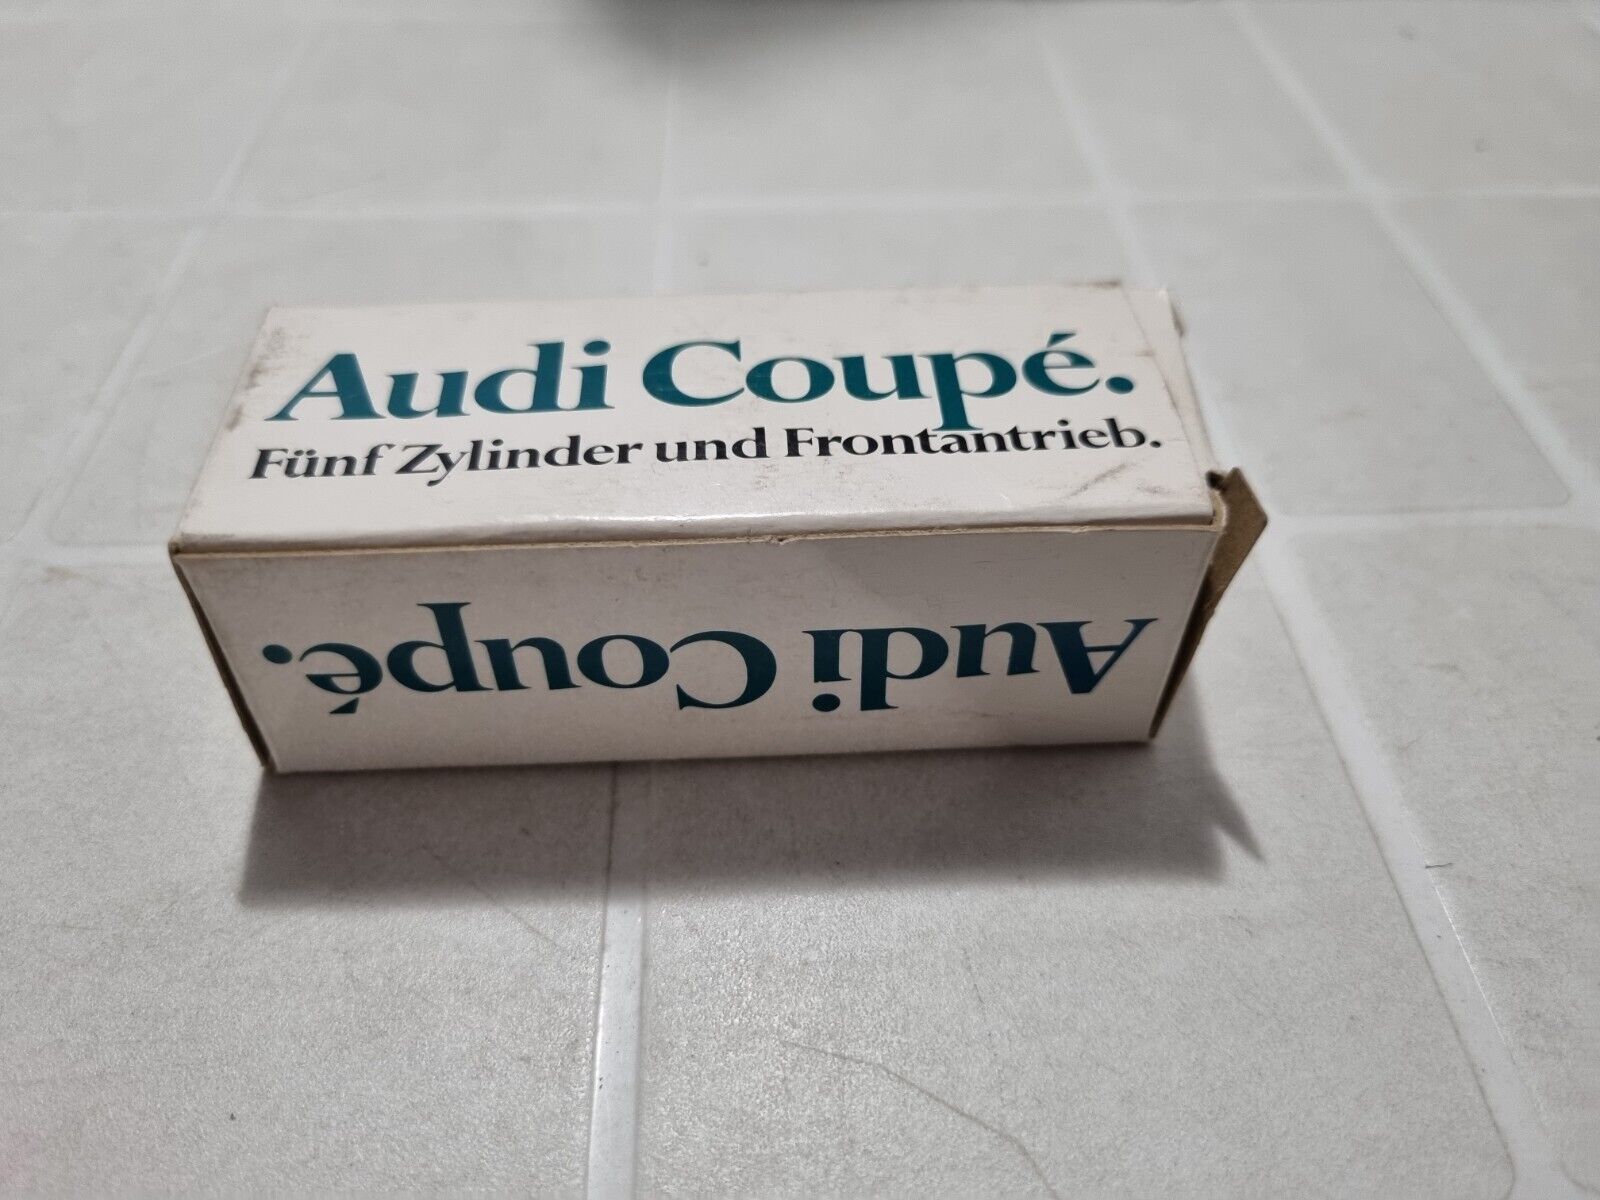 Audi Coupé.
Fünf Zylinder und Frontantrieb.
Audi Coupé.